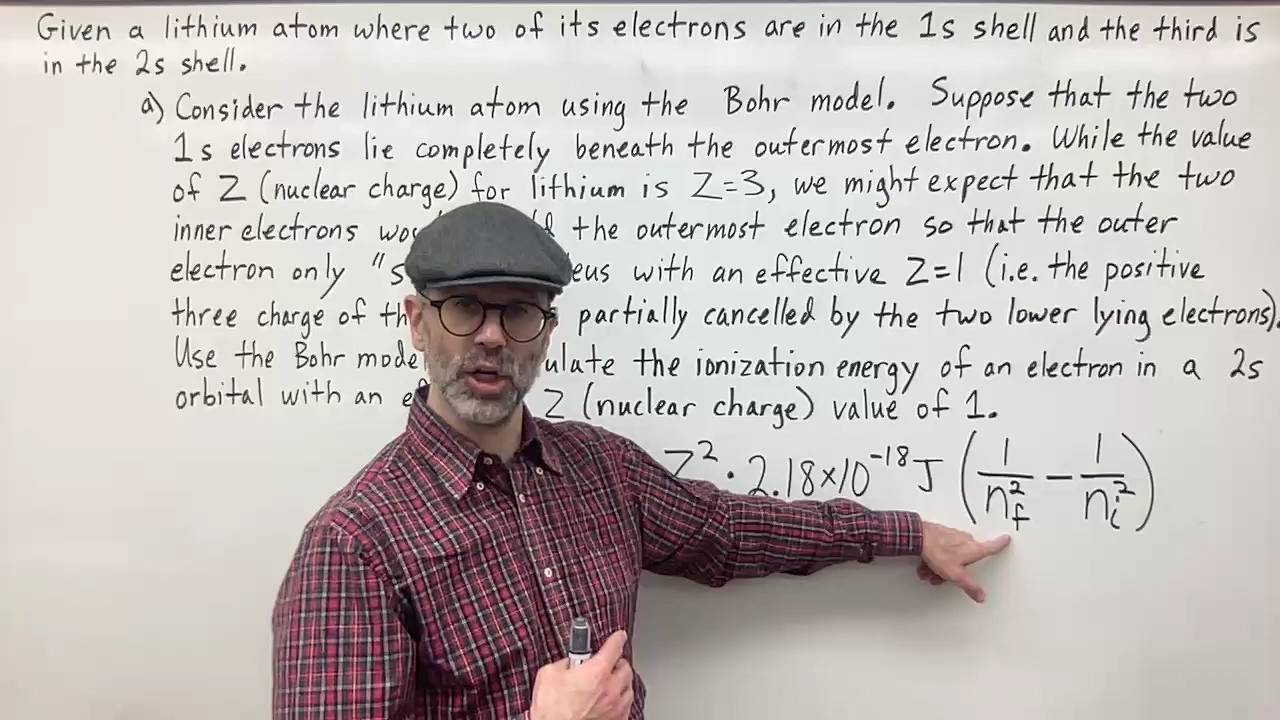 Given a lithium atom where two of its electrons are in the 1s shell and the third is
in the 2s shell.
a) Consider the lithium atom using the Bohr model. Suppose that the two
1s electrons lie completely beneath the outermost electron. While the value
of Z (nuclear charge) for lithium is Z=3, we might expect that the two
inner electrons the outermost electron so that the outer
electron only " with an effective Z=1 (i.e. the positive
three charge of partially cancelled by the two lower lying electrons).
Use the Bohr the ionization energy of an electron in a 2s
orbital with an Z (nuclear charge) value of 1.
Z² · 2.18×10⁻¹⁸ J (1/n_f² − 1/n_i²)